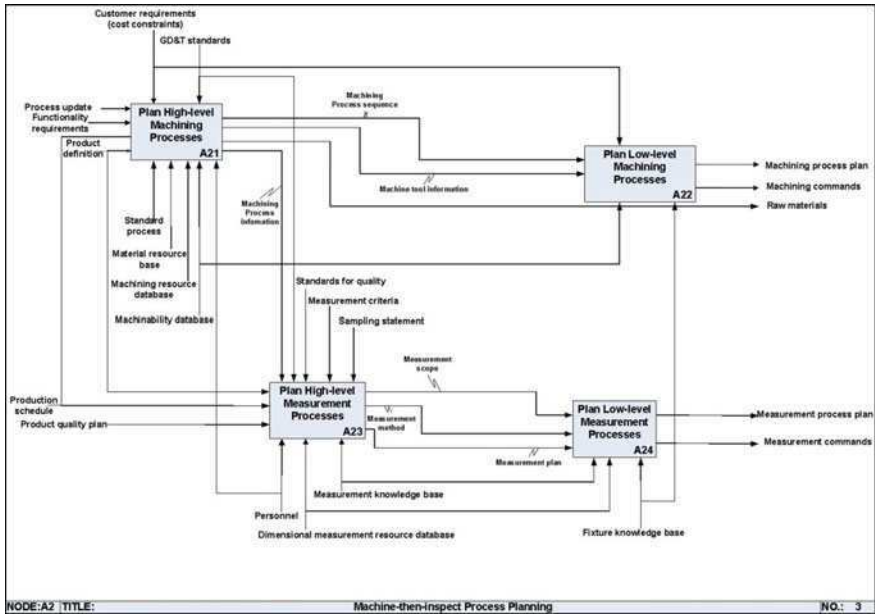 Customer requirements
(cost constraints)
GD&T standards
Process update
Functionality
requirements
Product
definition
Plan High-level
Machining
Processes
A21
Machining
Process sequence
Machine tool information
Plan Low-level
Machining
Processes
A22
Machining process plan
Machining commands
Raw materials
Machining
Process
infomation
Standard
process
Material resource
base
Machining resource
database
Machinability database
Standards for quality
Measurement criteria
Sampling statement
Production
schedule
Product quality plan
Plan High-level
Measurement
Processes
A23
Measurement
scope
Measurement
method
Measurement plan
Plan Low-level
Measurement
Processes
A24
Measurement process plan
Measurement commands
Measurement knowledge base
Personnel
Dimensional measurement resource database
Fixture knowledge base
NODE:A2 TITLE: Machine-then-inspect Process Planning NO.: 3